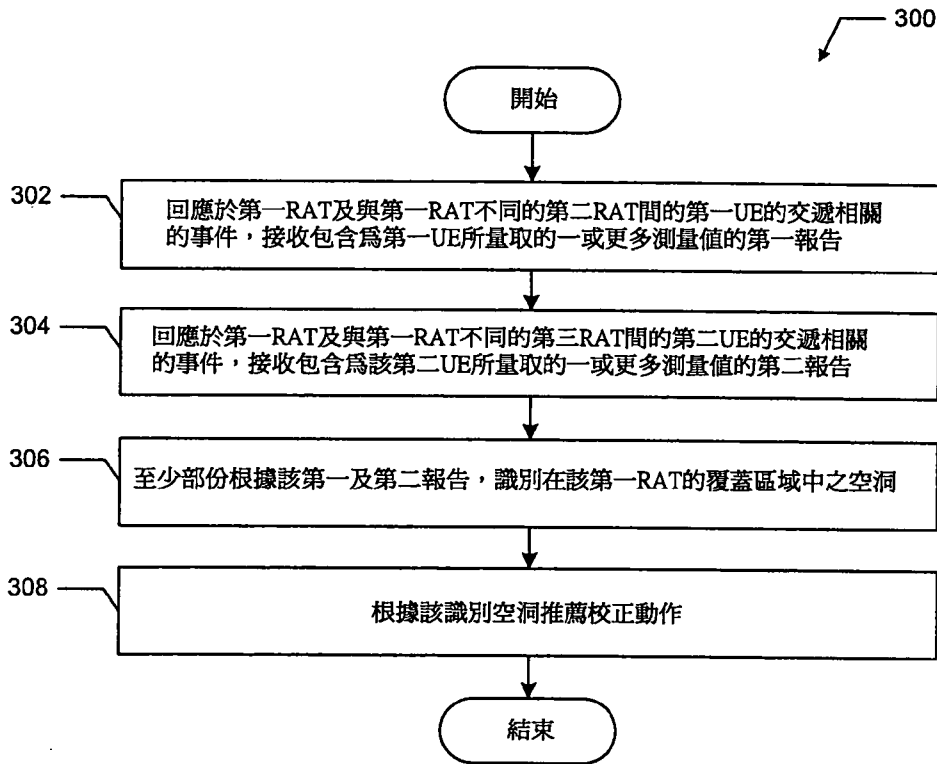 300
開始
302
回應於第一RAT及與第一RAT不同的第二RAT間的第一UE的交遞相關
的事件，接收包含為第一UE所量取的一或更多測量值的第一報告
304
回應於第一RAT及與第一RAT不同的第三RAT間的第二UE的交遞相關
的事件，接收包含為該第二UE所量取的一或更多測量值的第二報告
306
至少部份根據該第一及第二報告，識別在該第一RAT的覆蓋區域中之空洞
308
根據該識別空洞推薦校正動作
結束